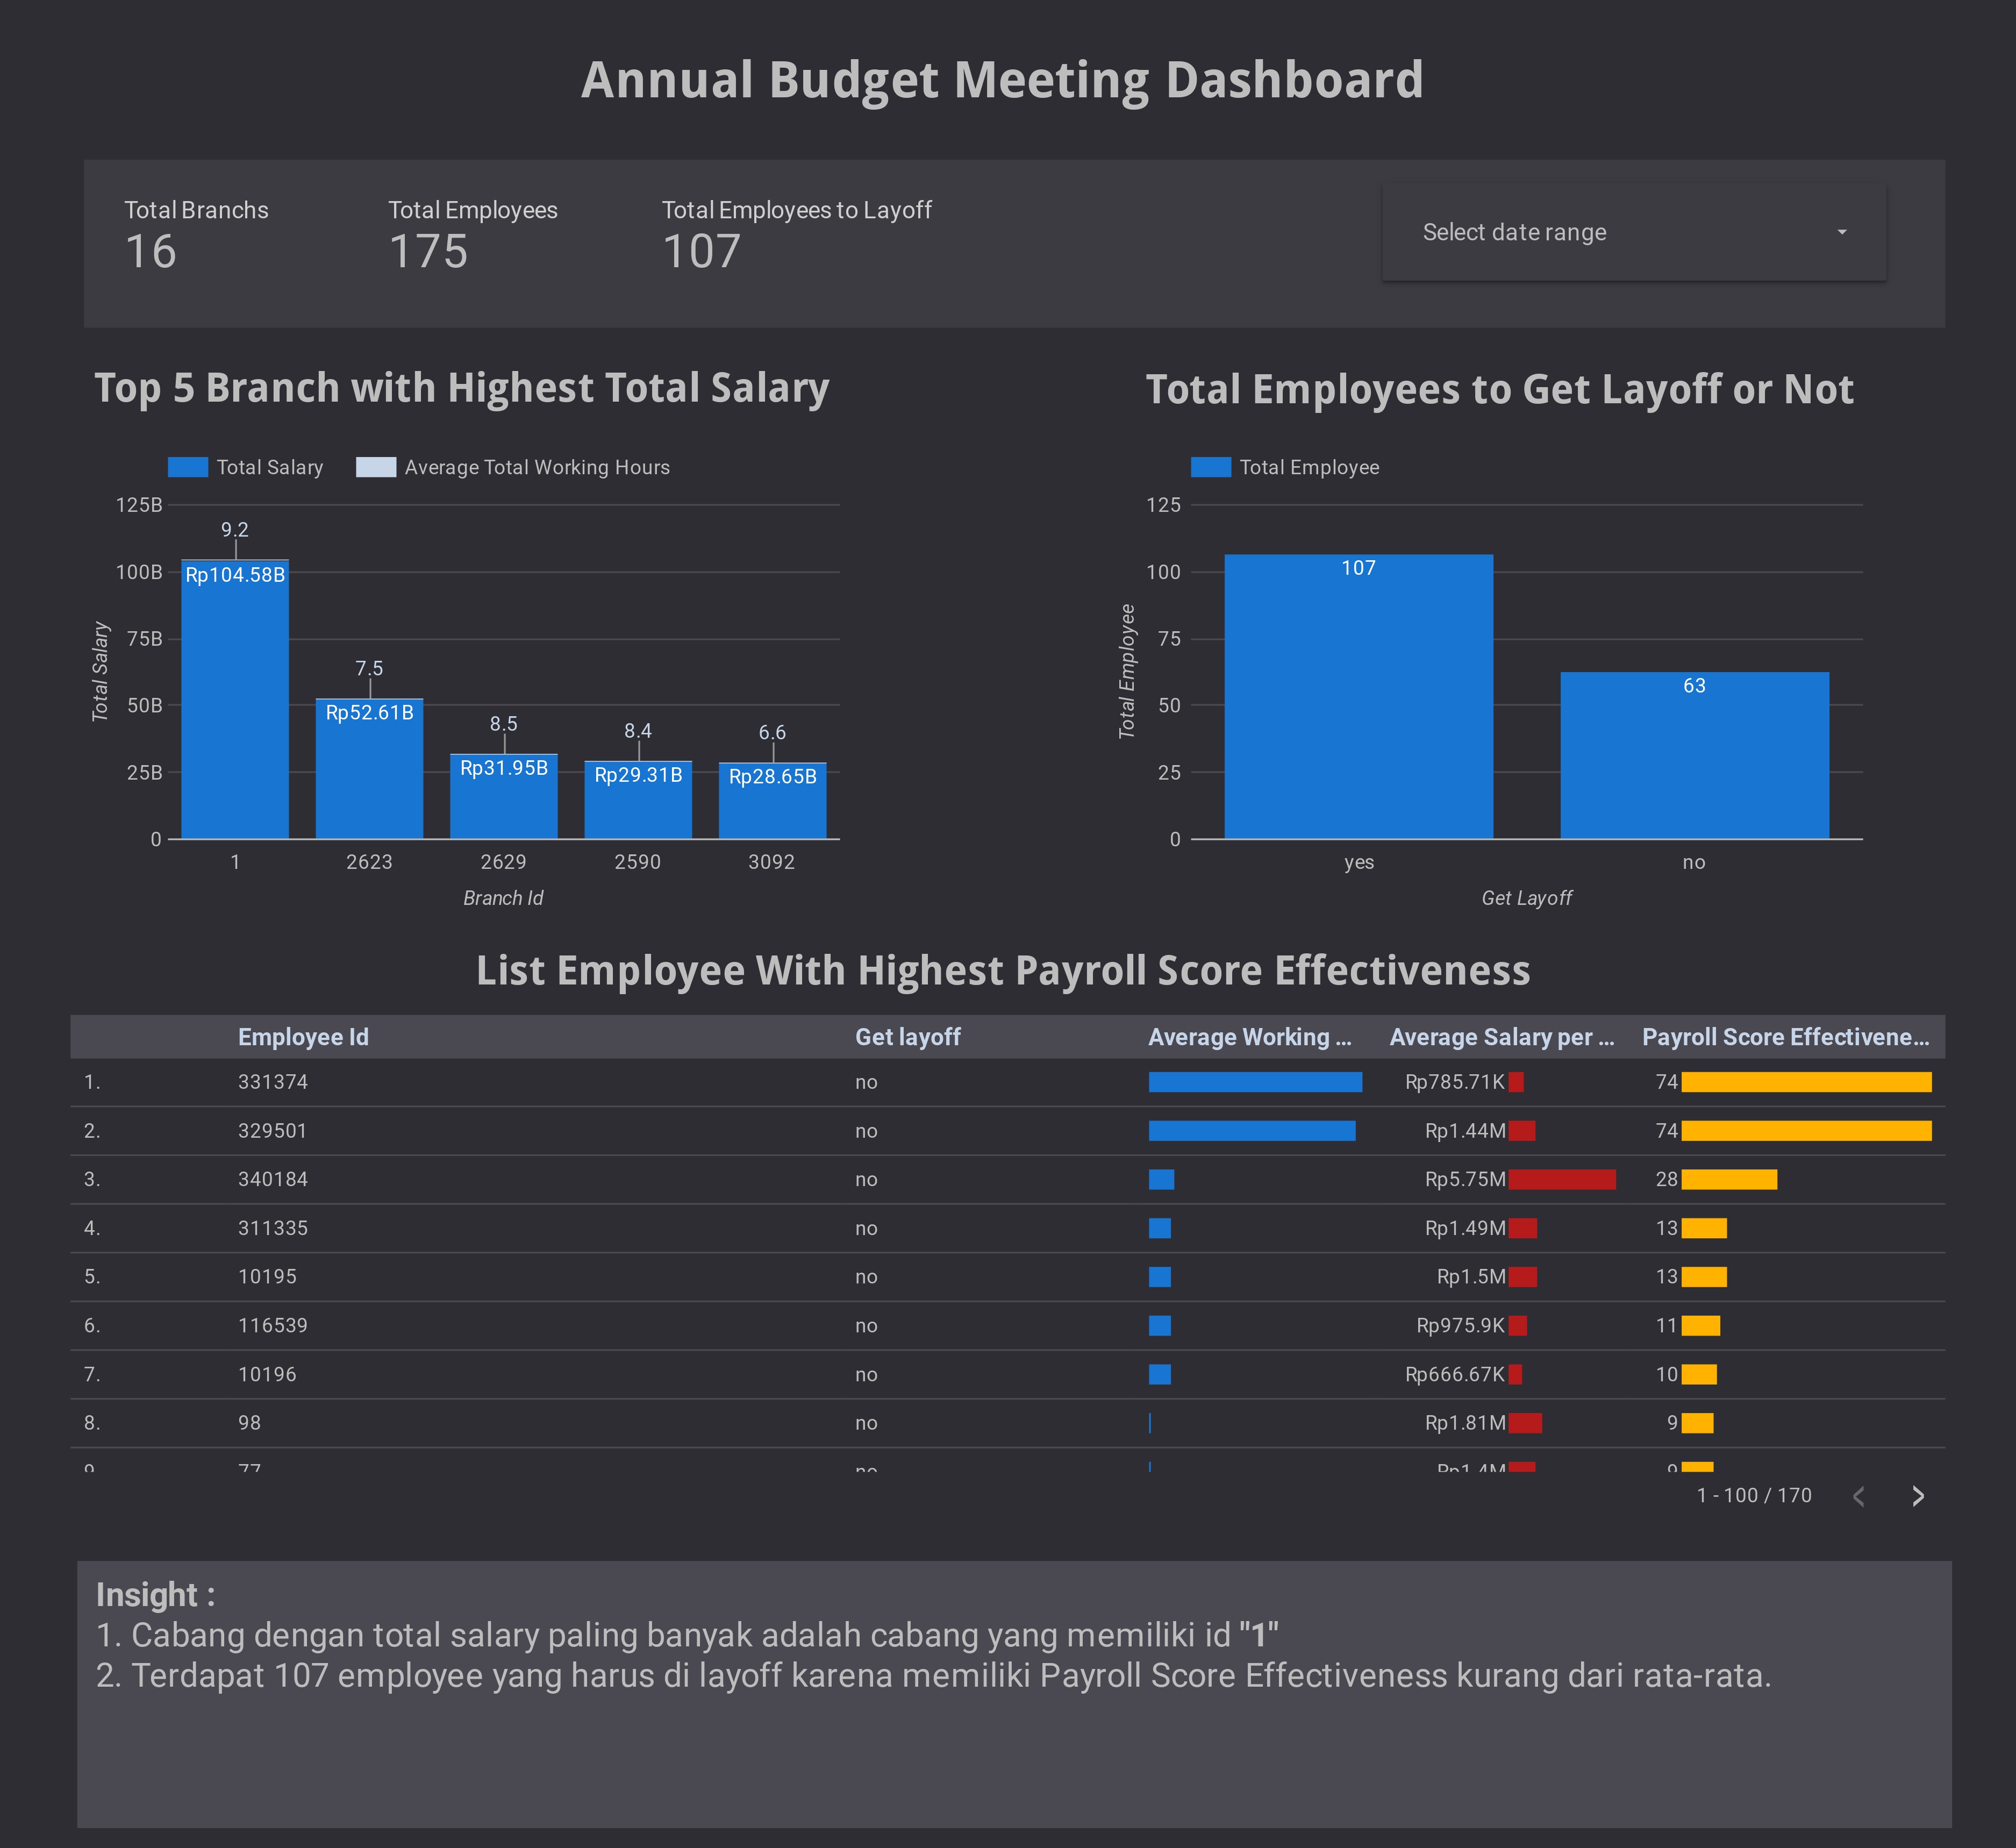 Annual Budget Meeting Dashboard
Total Branchs
16
Total Employees
175
Total Employees to Layoff
107
Select date range
Top 5 Branch with Highest Total Salary
Total Salary
Average Total Working Hours
125B
100B
75B
50B
25B
0
Total Salary
9.2
Rp104.58B
7.5
Rp52.61B
8.5
Rp31.95B
8.4
Rp29.31B
6.6
Rp28.65B
1 2623 2629 2590 3092
Branch Id
Total Employees to Get Layoff or Not
Total Employee
125
100
75
50
25
0
Total Employee
107
63
yes no
Get Layoff
List Employee With Highest Payroll Score Effectiveness
Employee Id Get layoff Average Working ... Average Salary per ... Payroll Score Effectivene...
1. 331374 no Rp785.71K 74
2. 329501 no Rp1.44M 74
3. 340184 no Rp5.75M 28
4. 311335 no Rp1.49M 13
5. 10195 no Rp1.5M 13
6. 116539 no Rp975.9K 11
7. 10196 no Rp666.67K 10
8. 98 no Rp1.81M 9
9. 77 no Rp1.4M 9
1 - 100 / 170
Insight :
1. Cabang dengan total salary paling banyak adalah cabang yang memiliki id "1"
2. Terdapat 107 employee yang harus di layoff karena memiliki Payroll Score Effectiveness kurang dari rata-rata.